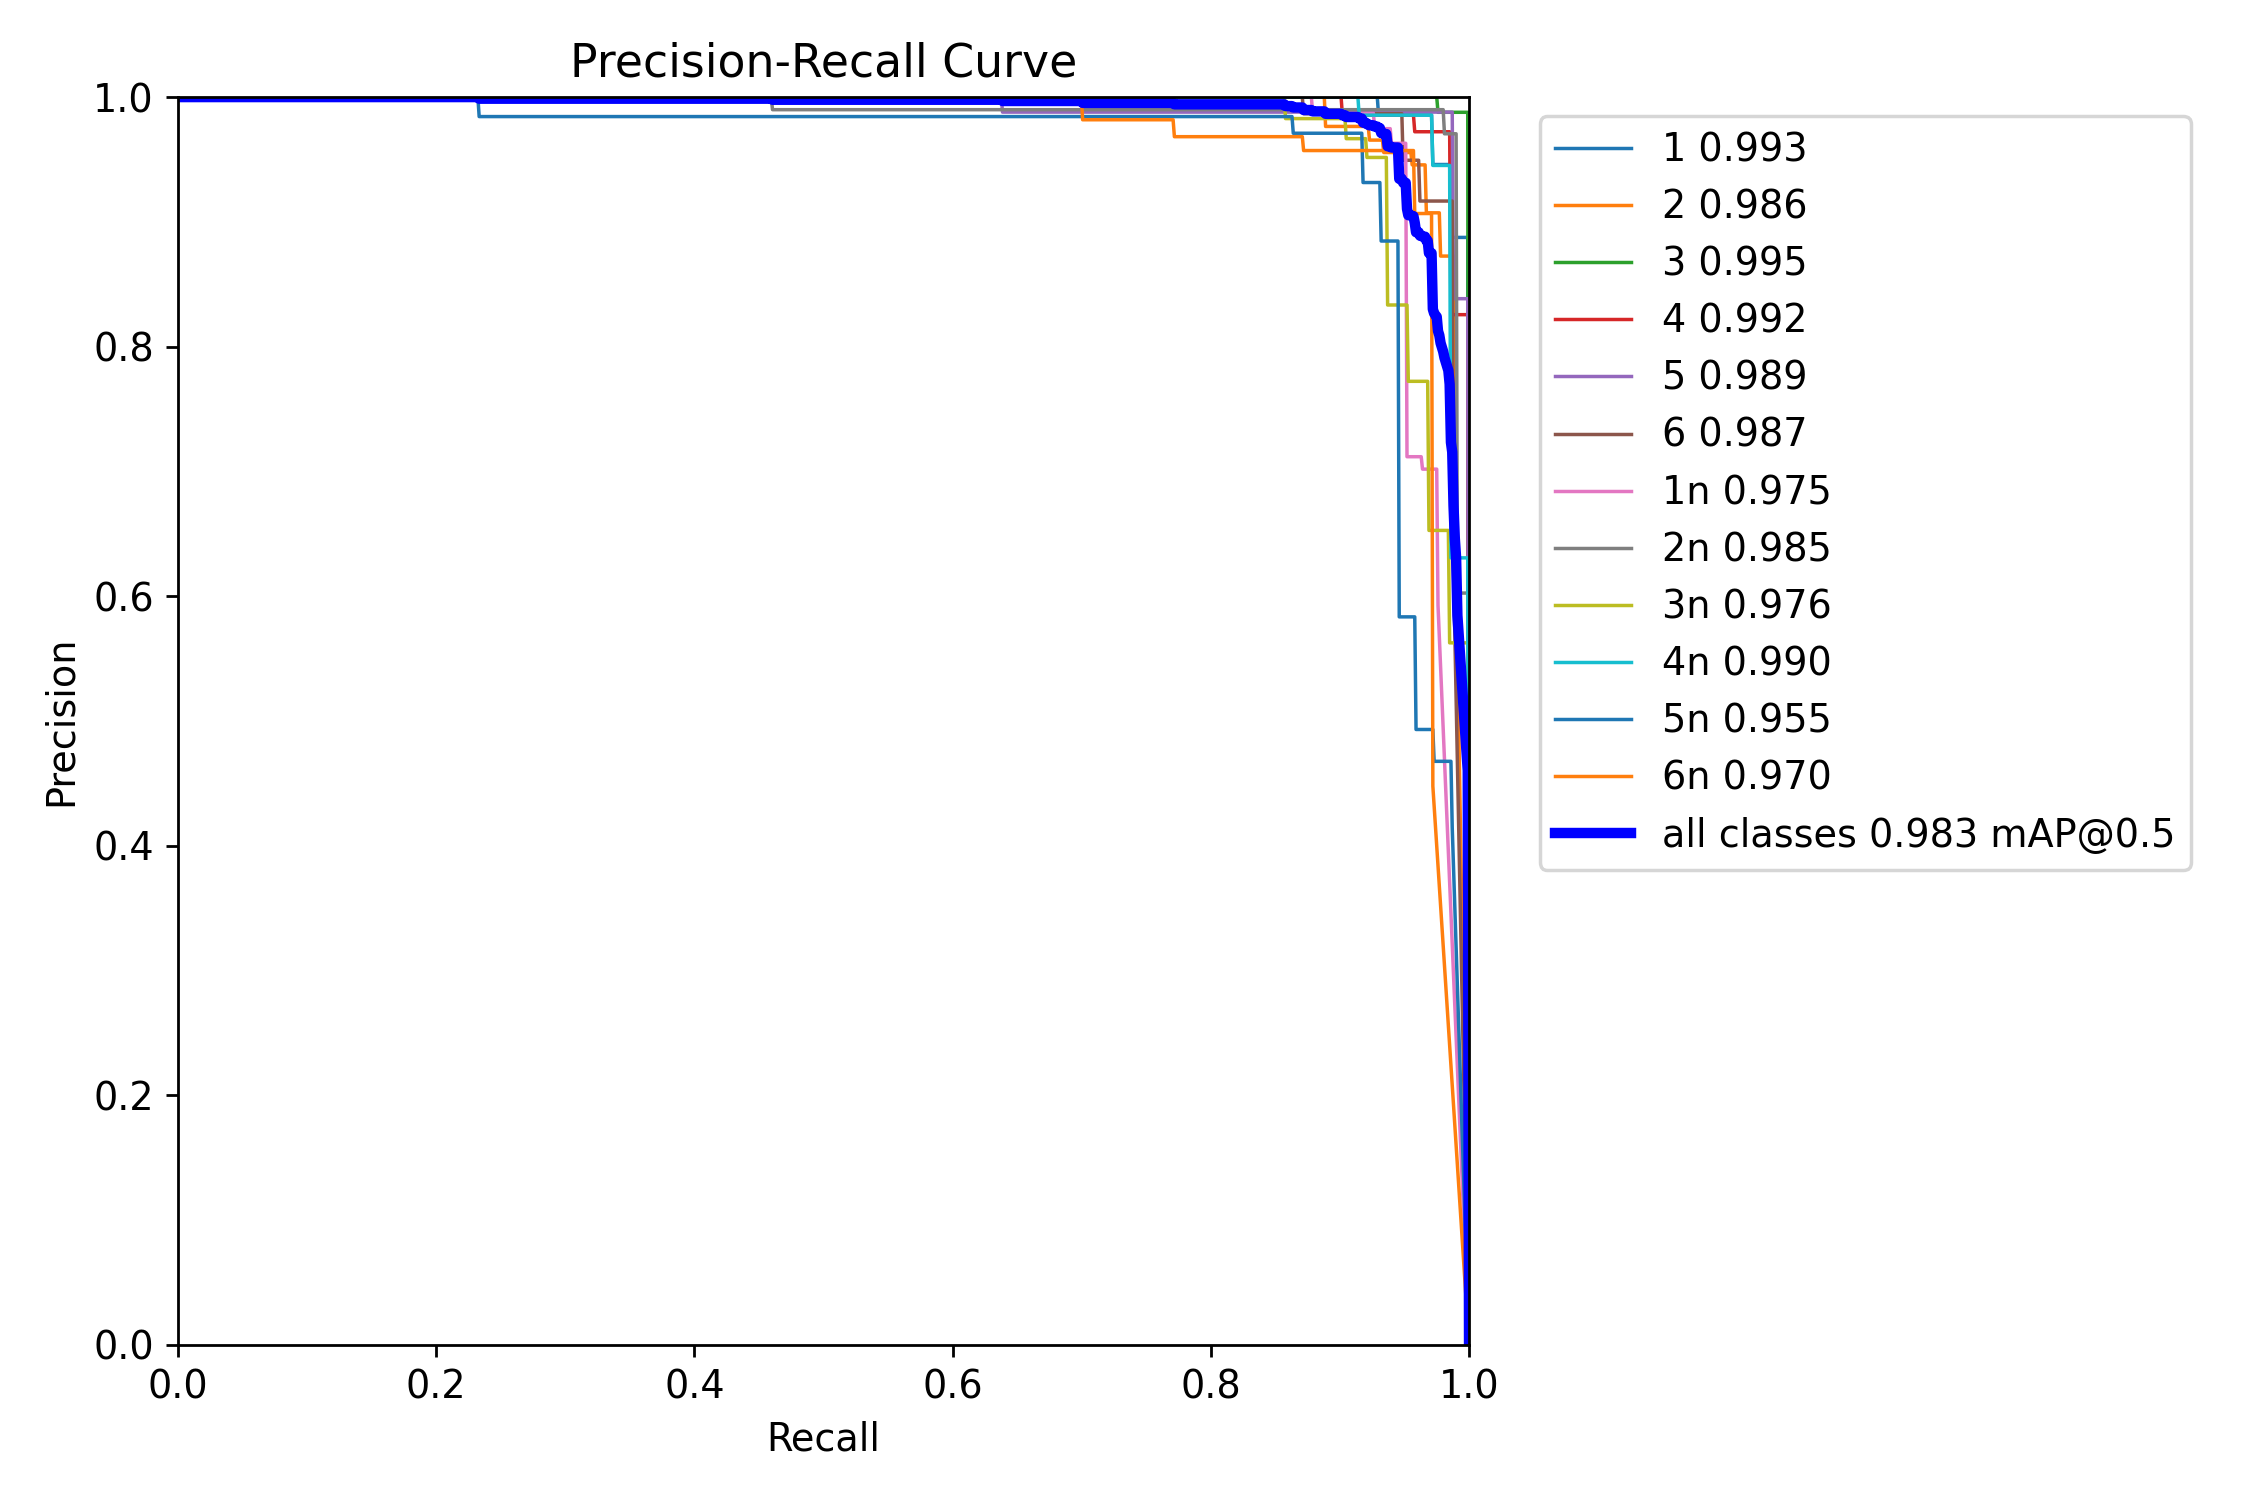 Precision-Recall Curve
1.0
0.8
0.6
0.4
0.2
0.0
Precision
0.0 0.2 0.4 0.6 0.8 1.0
Recall
1 0.993
2 0.986
3 0.995
4 0.992
5 0.989
6 0.987
1n 0.975
2n 0.985
3n 0.976
4n 0.990
5n 0.955
6n 0.970
all classes 0.983 mAP@0.5